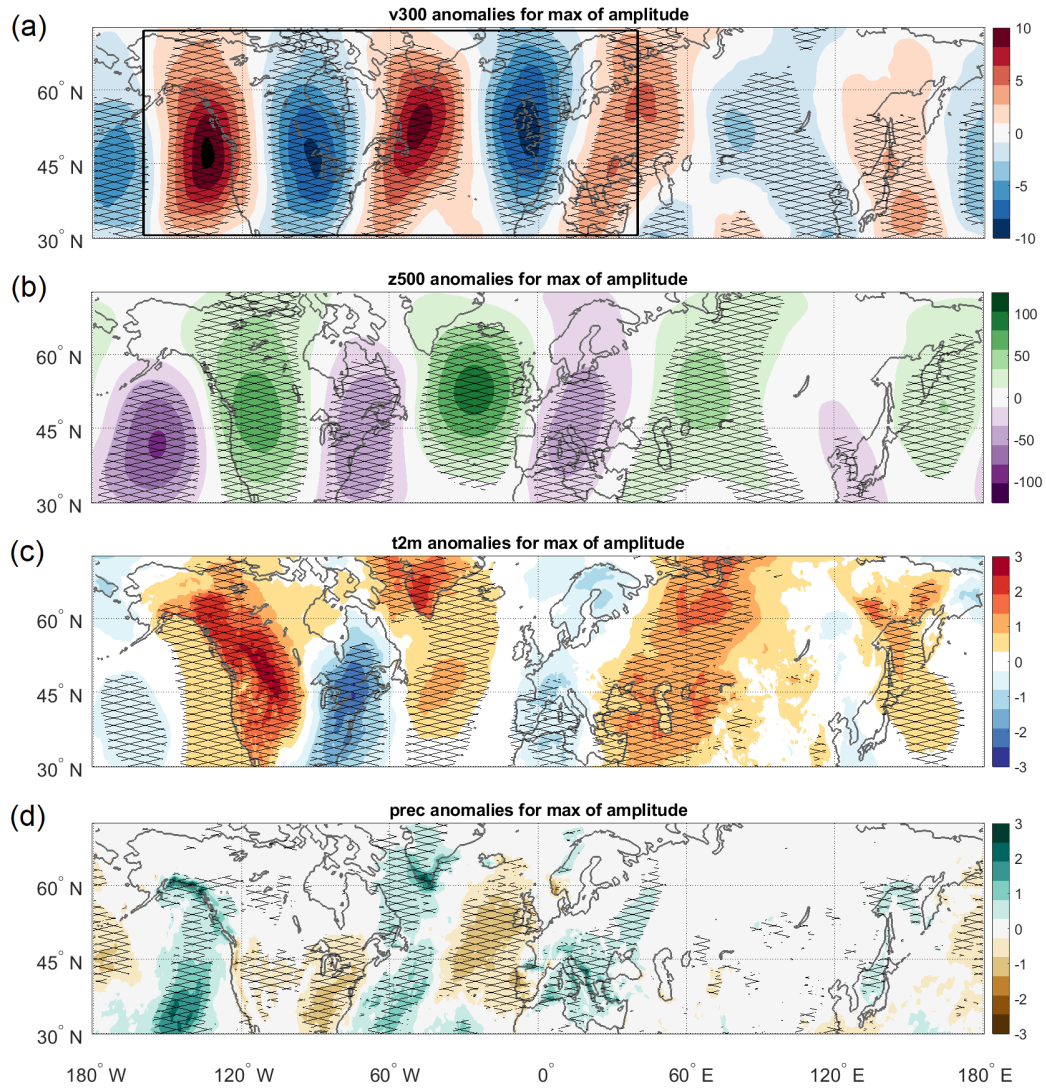 (a)
v300 anomalies for max of amplitude
60° N
45° N
30° N
10
5
0
-5
-10
(b)
z500 anomalies for max of amplitude
60° N
45° N
30° N
100
50
0
-50
-100
(c)
t2m anomalies for max of amplitude
60° N
45° N
30° N
3
2
1
0
-1
-2
-3
(d)
prec anomalies for max of amplitude
60° N
45° N
30° N
3
2
1
0
-1
-2
-3
180° W 120° W 60° W 0° 60° E 120° E 180° E